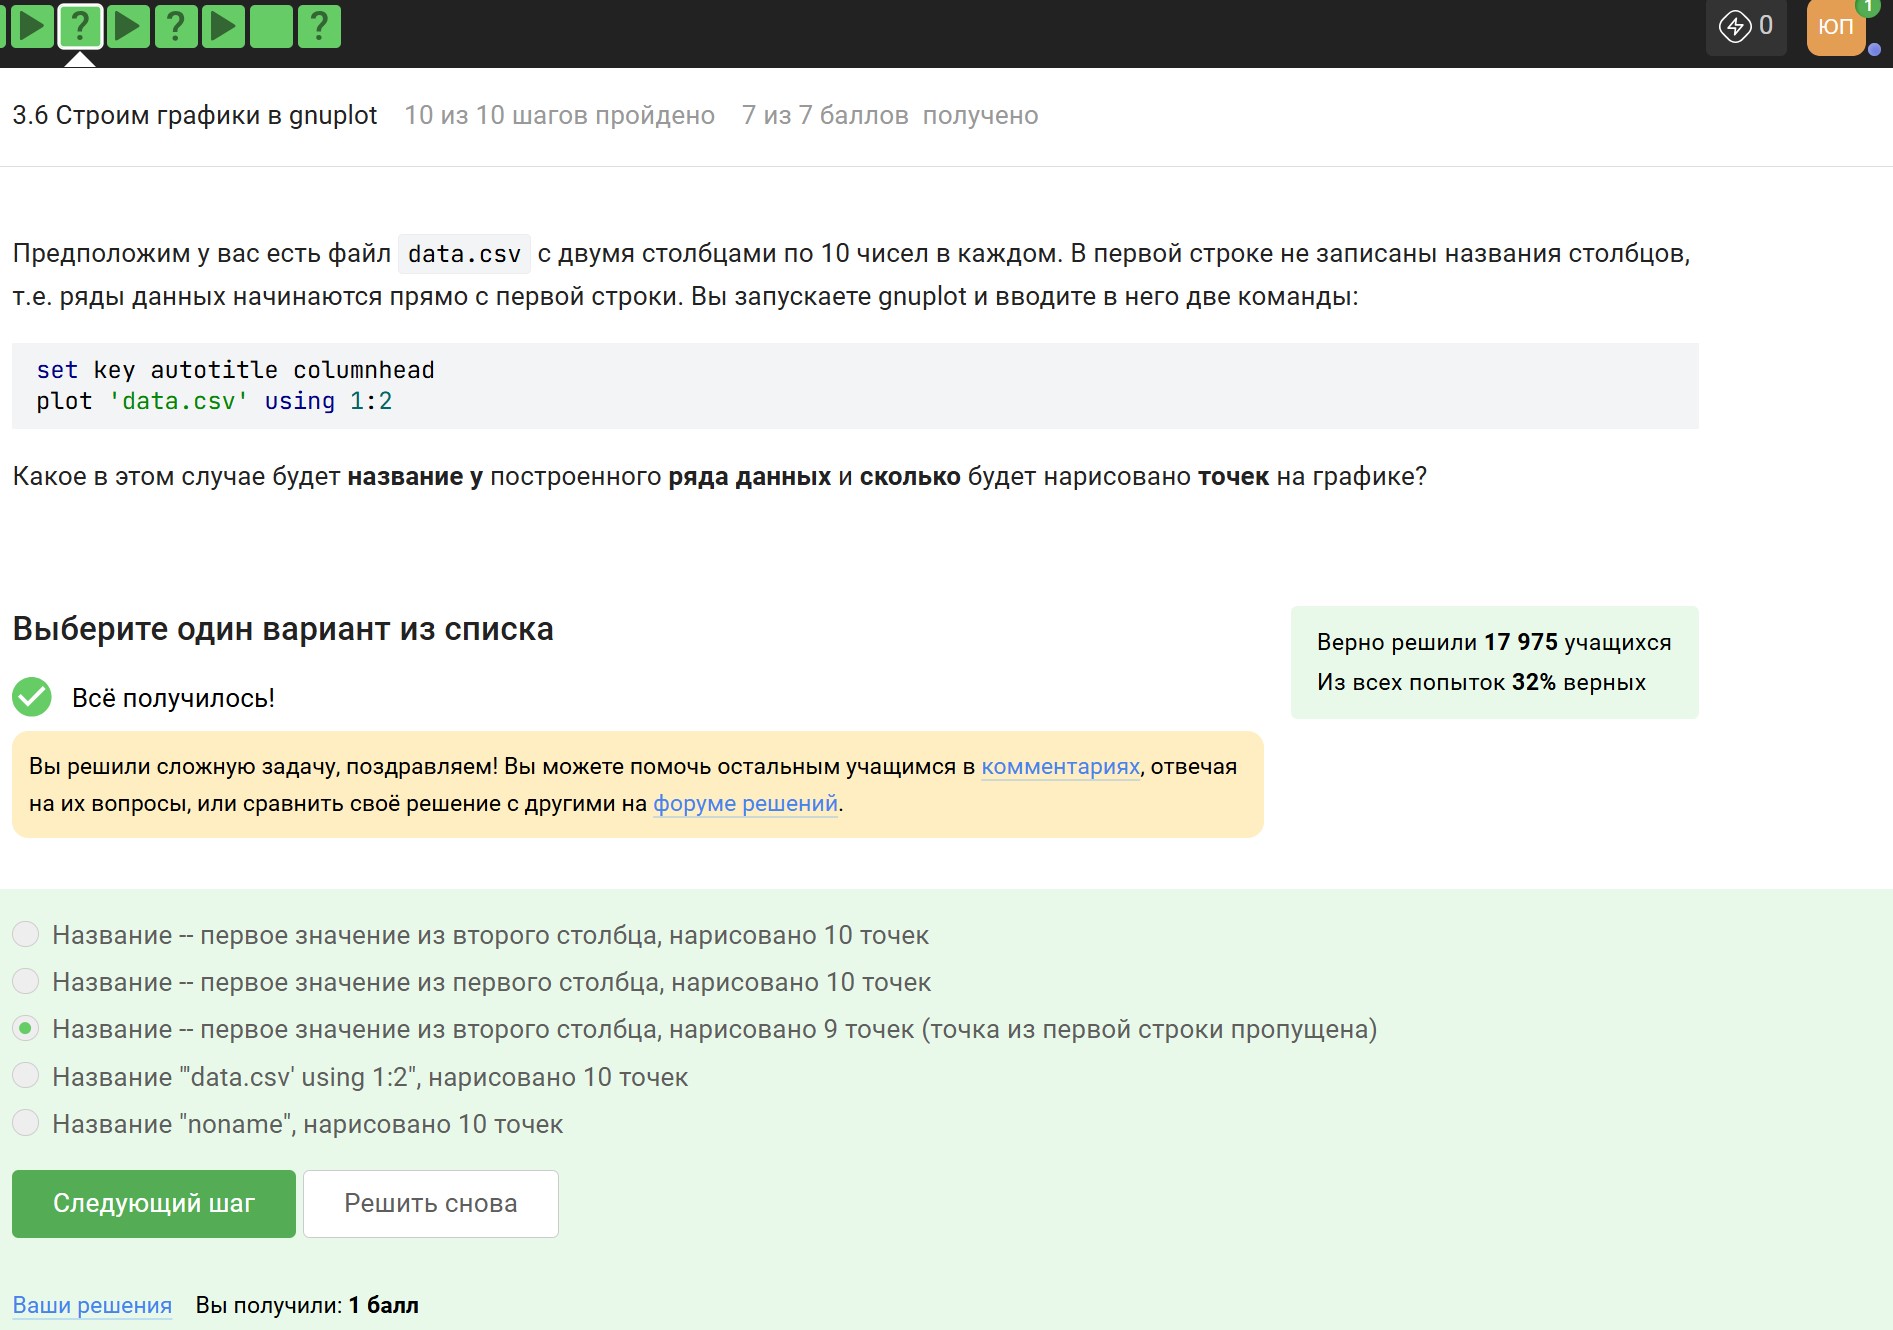 ? ? ?
0
ЮП
1
3.6 Строим графики в gnuplot 10 из 10 шагов пройдено 7 из 7 баллов получено
Предположим у вас есть файл data.csv с двумя столбцами по 10 чисел в каждом. В первой строке не записаны названия столбцов,
т.е. ряды данных начинаются прямо с первой строки. Вы запускаете gnuplot и вводите в него две команды:
set key autotitle columnhead
plot 'data.csv' using 1:2
Какое в этом случае будет название у построенного ряда данных и сколько будет нарисовано точек на графике?
Выберите один вариант из списка
Верно решили 17 975 учащихся
Из всех попыток 32% верных
Всё получилось!
Вы решили сложную задачу, поздравляем! Вы можете помочь остальным учащимся в комментариях, отвечая
на их вопросы, или сравнить своё решение с другими на форуме решений.
Название -- первое значение из второго столбца, нарисовано 10 точек
Название -- первое значение из первого столбца, нарисовано 10 точек
Название -- первое значение из второго столбца, нарисовано 9 точек (точка из первой строки пропущена)
Название "'data.csv' using 1:2", нарисовано 10 точек
Название "noname", нарисовано 10 точек
Следующий шаг
Решить снова
Ваши решения Вы получили: 1 балл